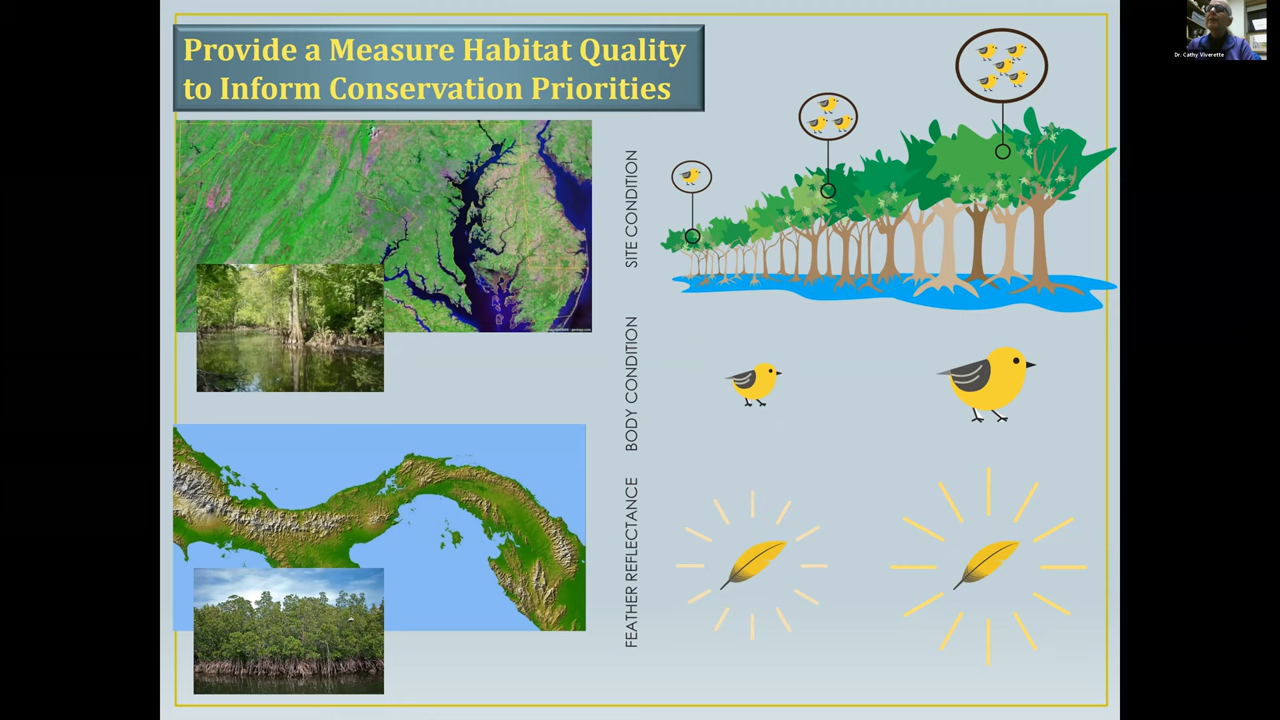 Provide a Measure Habitat Quality
to Inform Conservation Priorities
Dr. Cathy Viverette
SITE CONDITION
BODY CONDITION
FEATHER REFLECTANCE